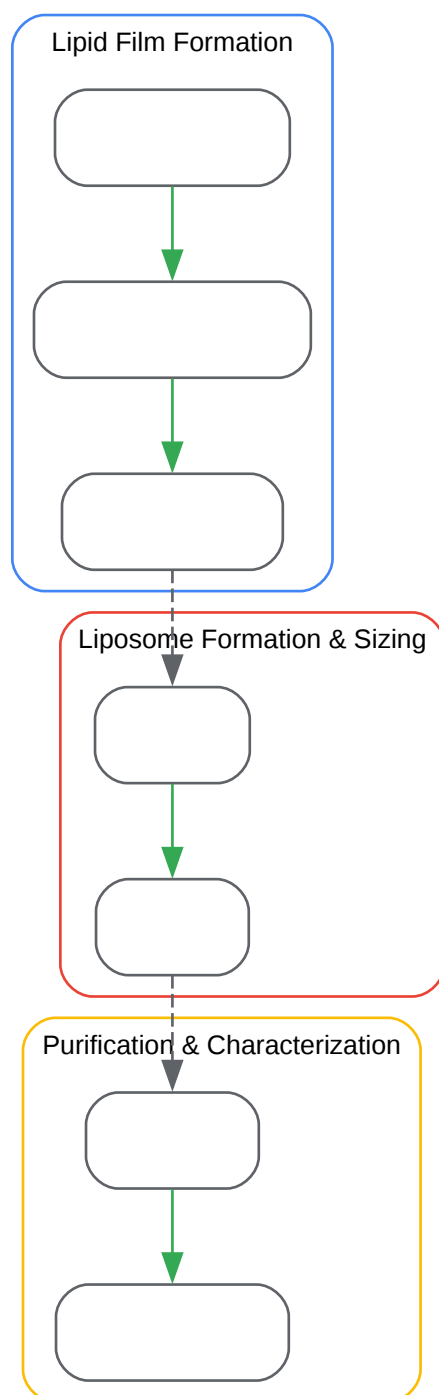 Lipid Film Formation
Liposome Formation & Sizing
Purification & Characterization